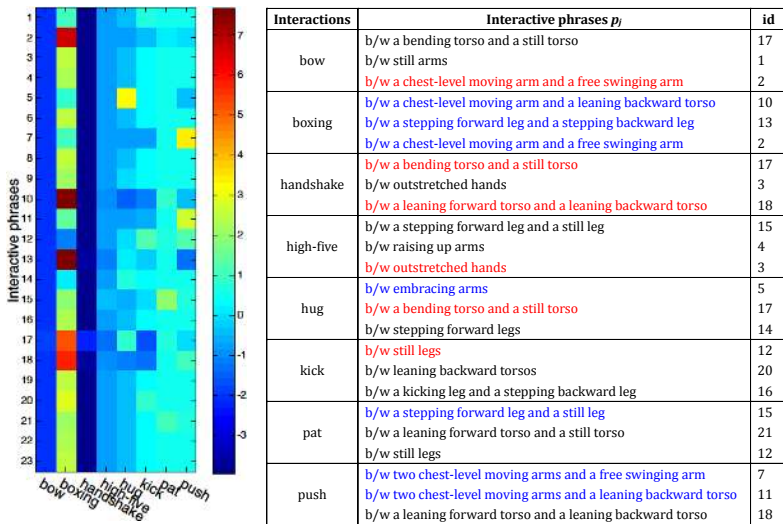 Interactive phrases
1
2
3
4
5
6
7
8
9
10
11
12
13
14
15
16
17
18
19
20
21
22
23
bow
boxing
handshake
high-five
hug
kick
pat
push
7
6
5
4
3
2
1
0
-1
-2
-3
Interactions Interactive phrases pj id
bow
b/w a bending torso and a still torso 17
b/w still arms 1
b/w a chest-level moving arm and a free swinging arm 2
boxing
b/w a chest-level moving arm and a leaning backward torso 10
b/w a stepping forward leg and a stepping backward leg 13
b/w a chest-level moving arm and a free swinging arm 2
handshake
b/w a bending torso and a still torso 17
b/w outstretched hands 3
b/w a leaning forward torso and a leaning backward torso 18
high-five
b/w a stepping forward leg and a still leg 15
b/w raising up arms 4
b/w outstretched hands 3
hug
b/w embracing arms 5
b/w a bending torso and a still torso 17
b/w stepping forward legs 14
kick
b/w still legs 12
b/w leaning backward torsos 20
b/w a kicking leg and a stepping backward leg 16
pat
b/w a stepping forward leg and a still leg 15
b/w a leaning forward torso and a still torso 21
b/w still legs 12
push
b/w two chest-level moving arms and a free swinging arm 7
b/w two chest-level moving arms and a leaning backward torso 11
b/w a leaning forward torso and a leaning backward torso 18